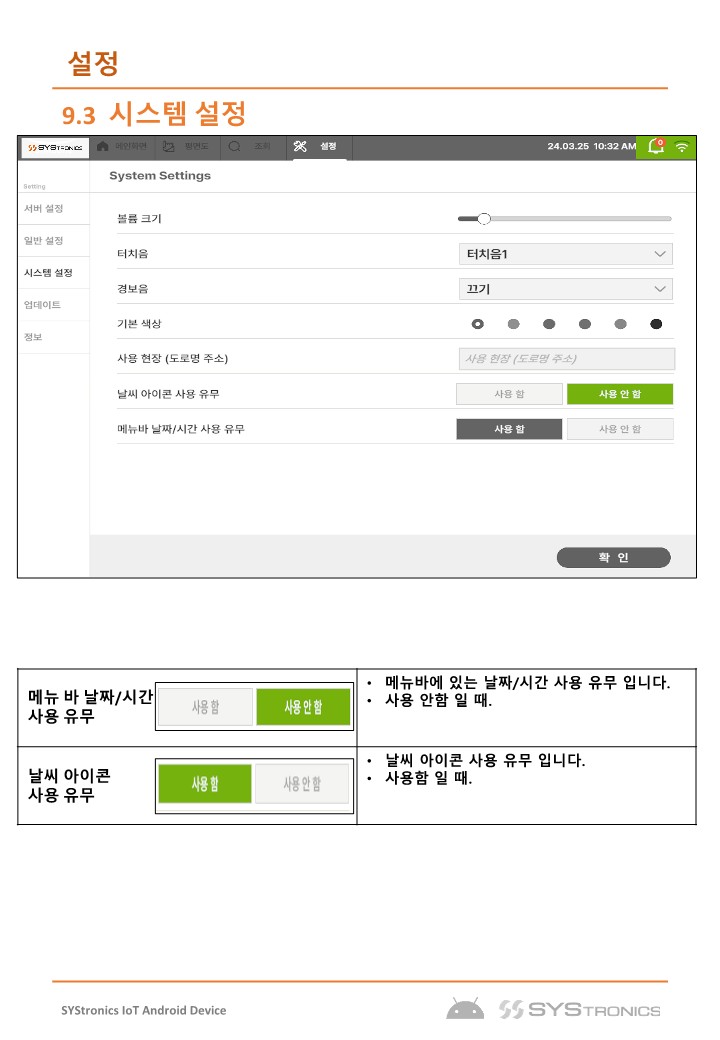 설정
9.3 시스템 설정
SYSTRONICS 메인화면 평면도 조회 설정 24.03.25 10:32 AM 0
Setting
System Settings
서버 설정
일반 설정
시스템 설정
업데이트
정보
볼륨 크기
터치음 터치음1
경보음 끄기
기본 색상
사용 현장 (도로명 주소) 사용 현장 (도로명 주소)
날씨 아이콘 사용 유무 사용 함 사용 안 함
메뉴바 날짜/시간 사용 유무 사용 함 사용 안 함
확 인
메뉴 바 날짜/시간
사용 유무
사용 함 사용 안 함
• 메뉴바에 있는 날짜/시간 사용 유무 입니다.
• 사용 안함 일 때.
날씨 아이콘
사용 유무
사용 함 사용 안 함
• 날씨 아이콘 사용 유무 입니다.
• 사용함 일 때.
SYStronics IoT Android Device
SYSTRONICS